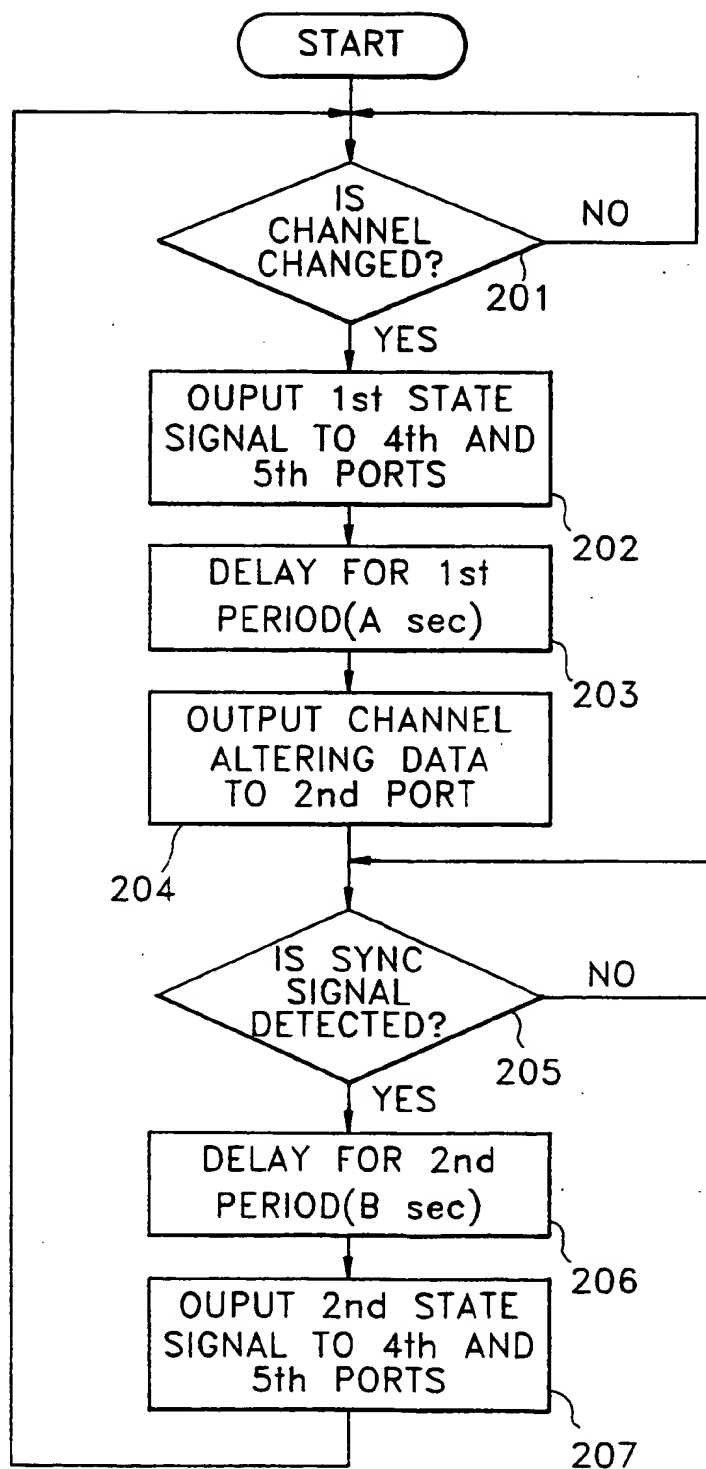 START
IS
CHANNEL
CHANGED?
NO
201
YES
OUPUT 1st STATE
SIGNAL TO 4th AND
5th PORTS
202
DELAY FOR 1st
PERIOD(A sec)
203
OUTPUT CHANNEL
ALTERING DATA
TO 2nd PORT
204
IS SYNC
SIGNAL
DETECTED?
NO
205
YES
DELAY FOR 2nd
PERIOD(B sec)
206
OUPUT 2nd STATE
SIGNAL TO 4th AND
5th PORTS
207